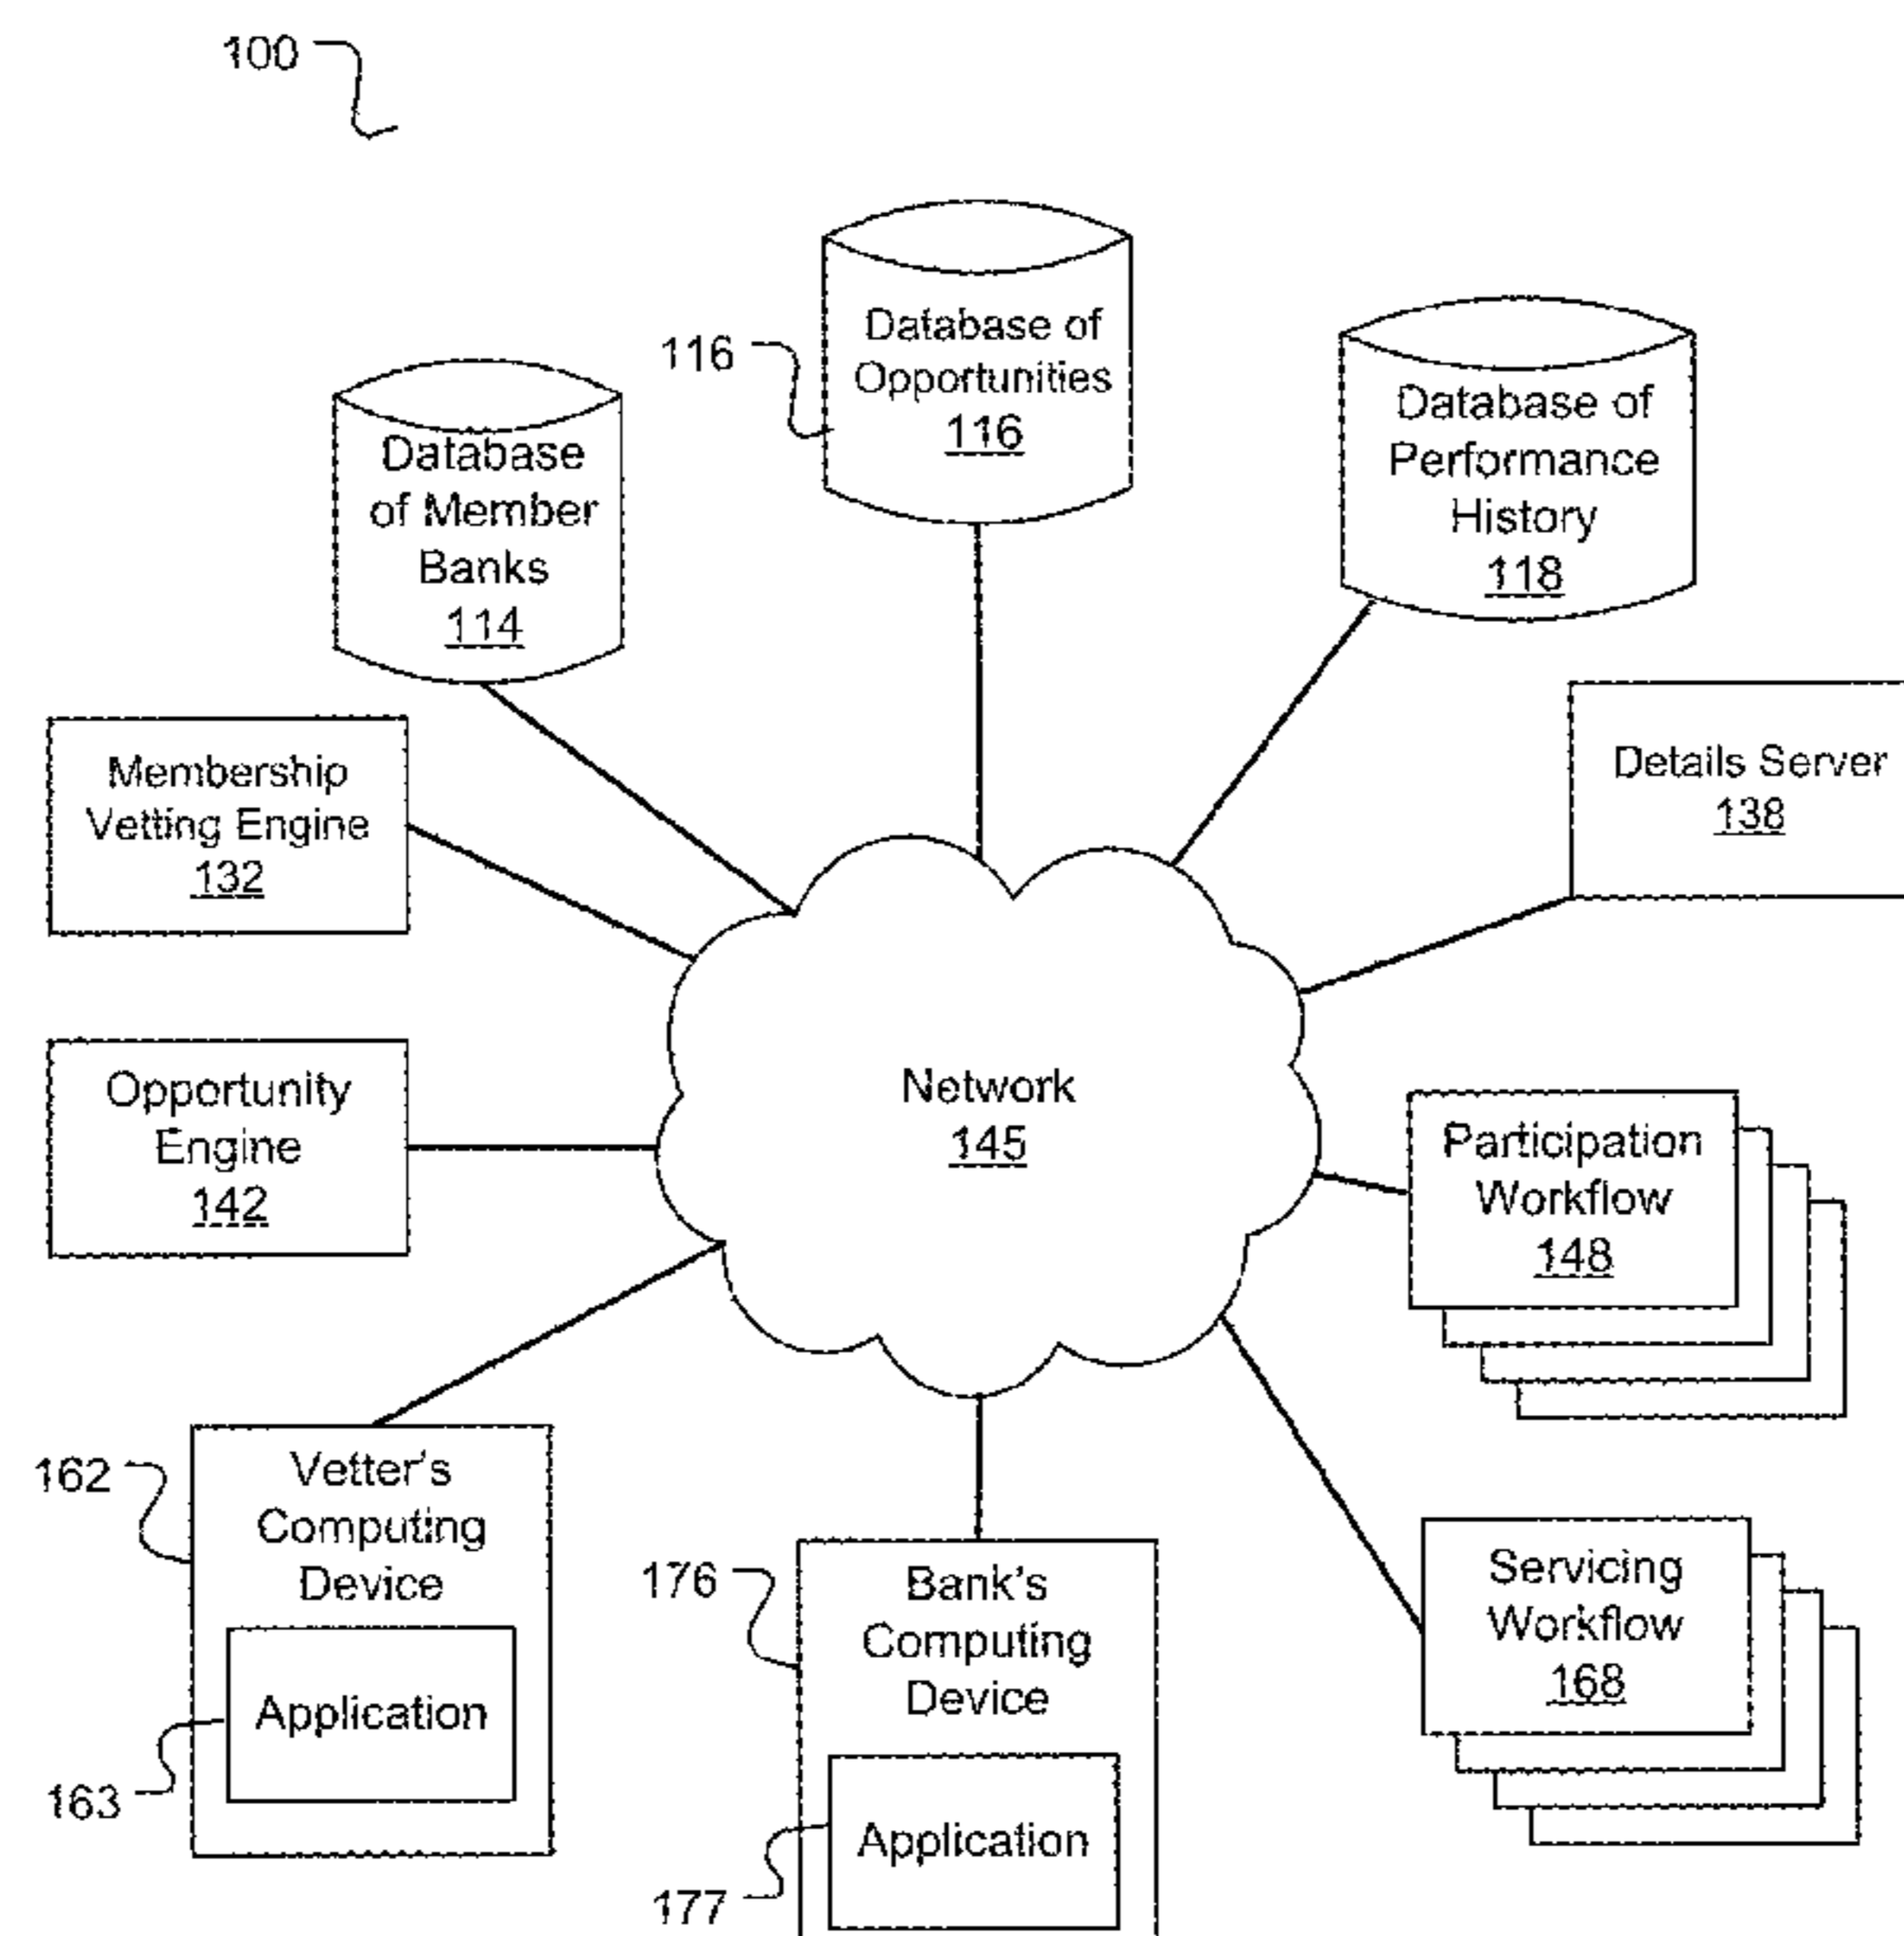 100
Database of
Opportunities
116
116
Database of
Performance
History
118
Database
of Member
Banks
114
Membership
Vetting Engine
132
Details Server
138
Opportunity
Engine
142
Network
145
Participation
Workflow
148
162
Vetter's
Computing
Device
Application
163
176
Bank's
Computing
Device
Application
177
Servicing
Workflow
168